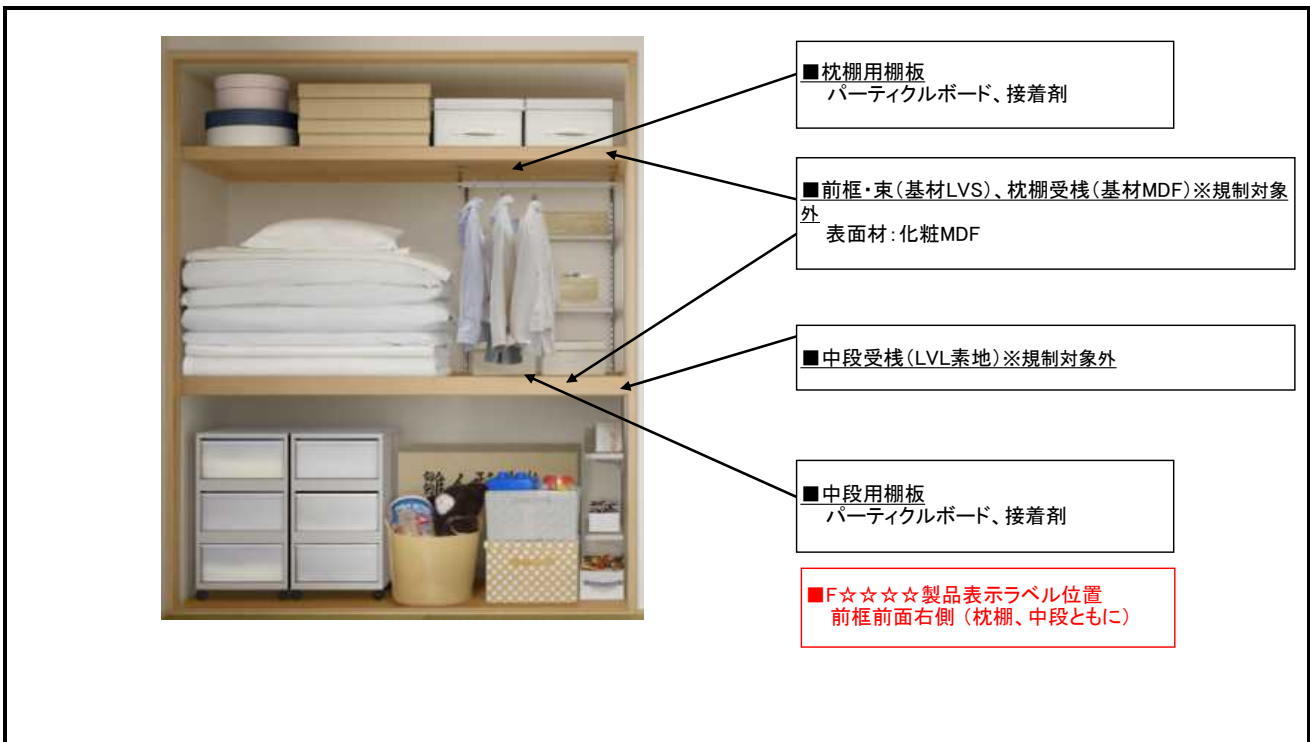 ■枕棚用棚板
パーティクルボード、接着剤
■前框・束(基材LVS)、枕棚受桟(基材MDF)※規制対象
外
表面材:化粧MDF
■中段受桟(LVL素地)※規制対象外
■中段用棚板
パーティクルボード、接着剤
■F☆☆☆☆製品表示ラベル位置
前框前面右側 (枕棚、中段ともに)